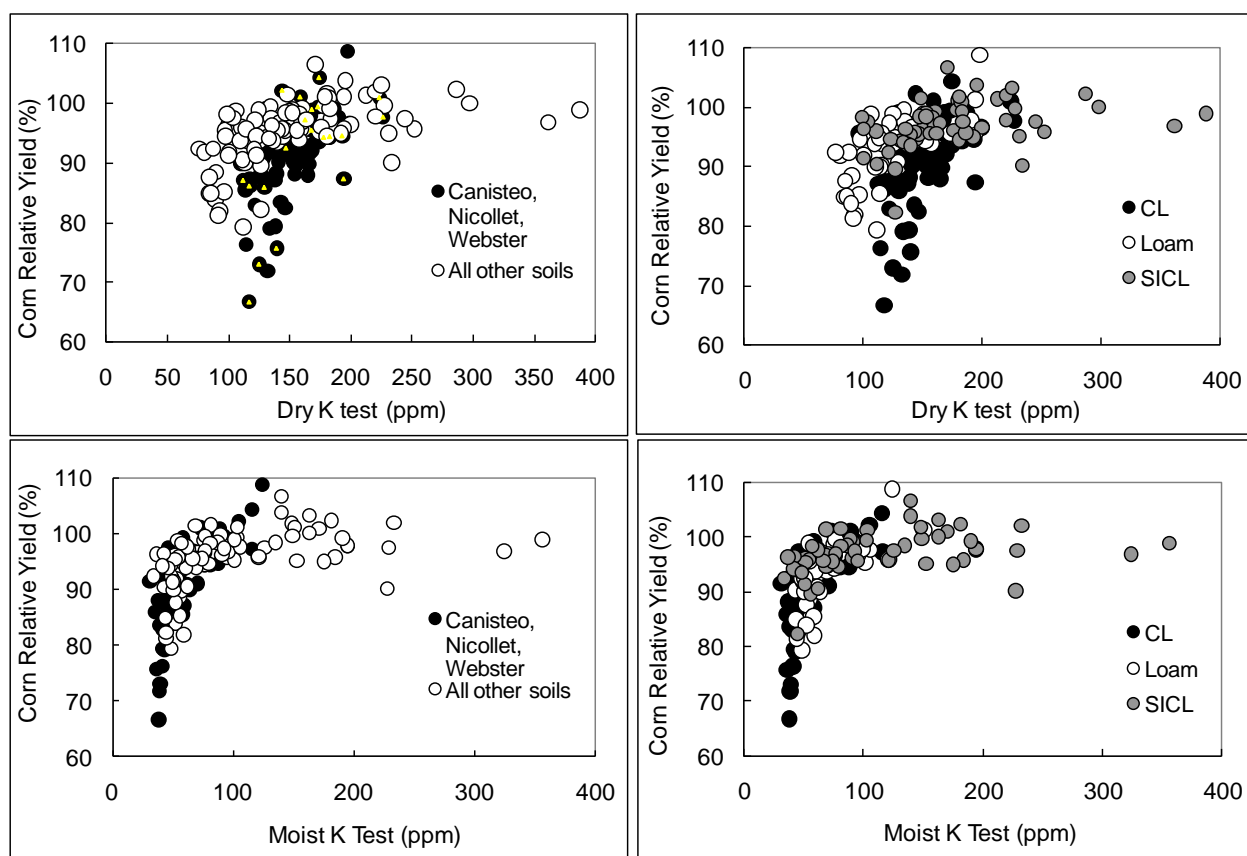 110
100
90
80
70
60
Corn Relative Yield (%)
Canisteo,
Nicollet,
Webster
All other soils
0 50 100 150 200 250 300 350 400
Dry K test (ppm)
110
100
90
80
70
60
Corn Relative Yield (%)
CL
Loam
SICL
0 100 200 300 400
Dry K test (ppm)
110
100
90
80
70
60
Corn Relative Yield (%)
Canisteo,
Nicollet,
Webster
All other soils
0 100 200 300 400
Moist K Test (ppm)
110
100
90
80
70
60
Corn Relative Yield (%)
CL
Loam
SICL
0 100 200 300 400
Moist K Test (ppm)